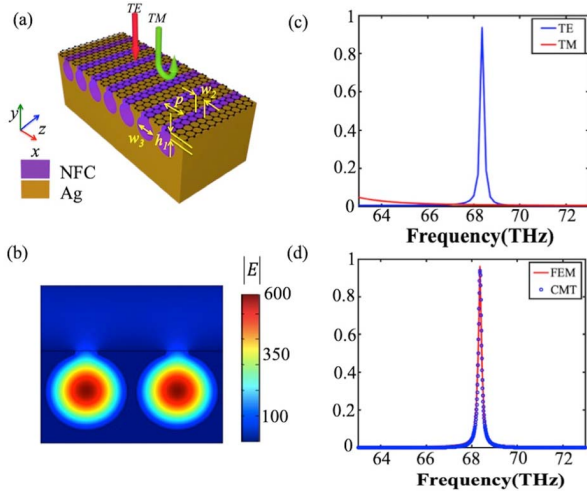 (a)
TE
TM
w2
p
w3
h1
y
z
x
NFC
Ag
(b)
|E|
600
350
100
(c)
1
0.8
0.6
0.4
0.2
0
64
66
68
70
72
Frequency(THz)
TE
TM
(d)
1
0.8
0.6
0.4
0.2
0
63
66
68
70
72
Frequency(THz)
FEM
CMT